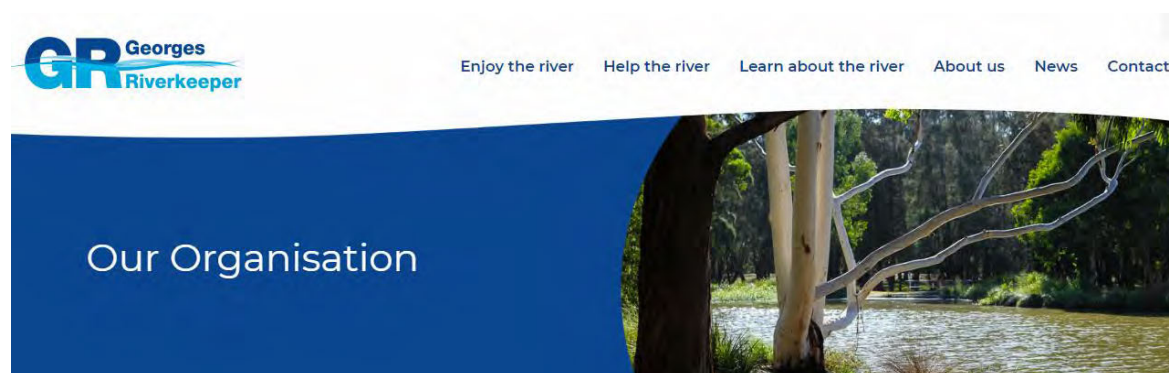 GR Georges
Riverkeeper
Enjoy the river Help the river Learn about the river About us News Contact
Our Organisation